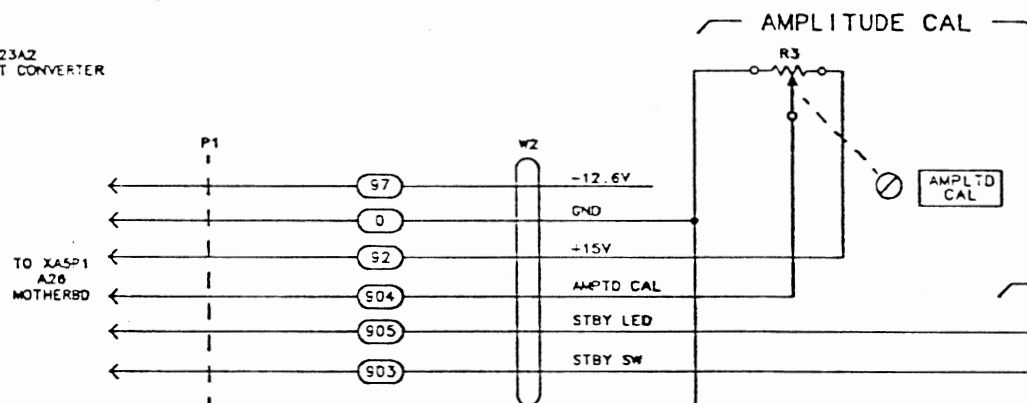 AMPLITUDE CAL
23A2
T CONVERTER
R3
P1
W2
97
-12.6V
AMPLTD
CAL
0
GND
92
+15V
TO XA5P1
A26
MOTHERBD
904
AMPTD CAL
905
STBY LED
903
STBY SW